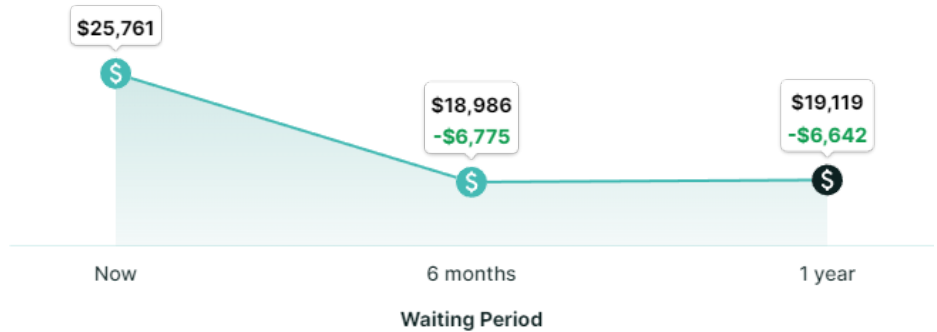 $25,761
$18,986
-$6,775
$19,119
-$6,642
$
$
$
Now
6 months
1 year
Waiting Period